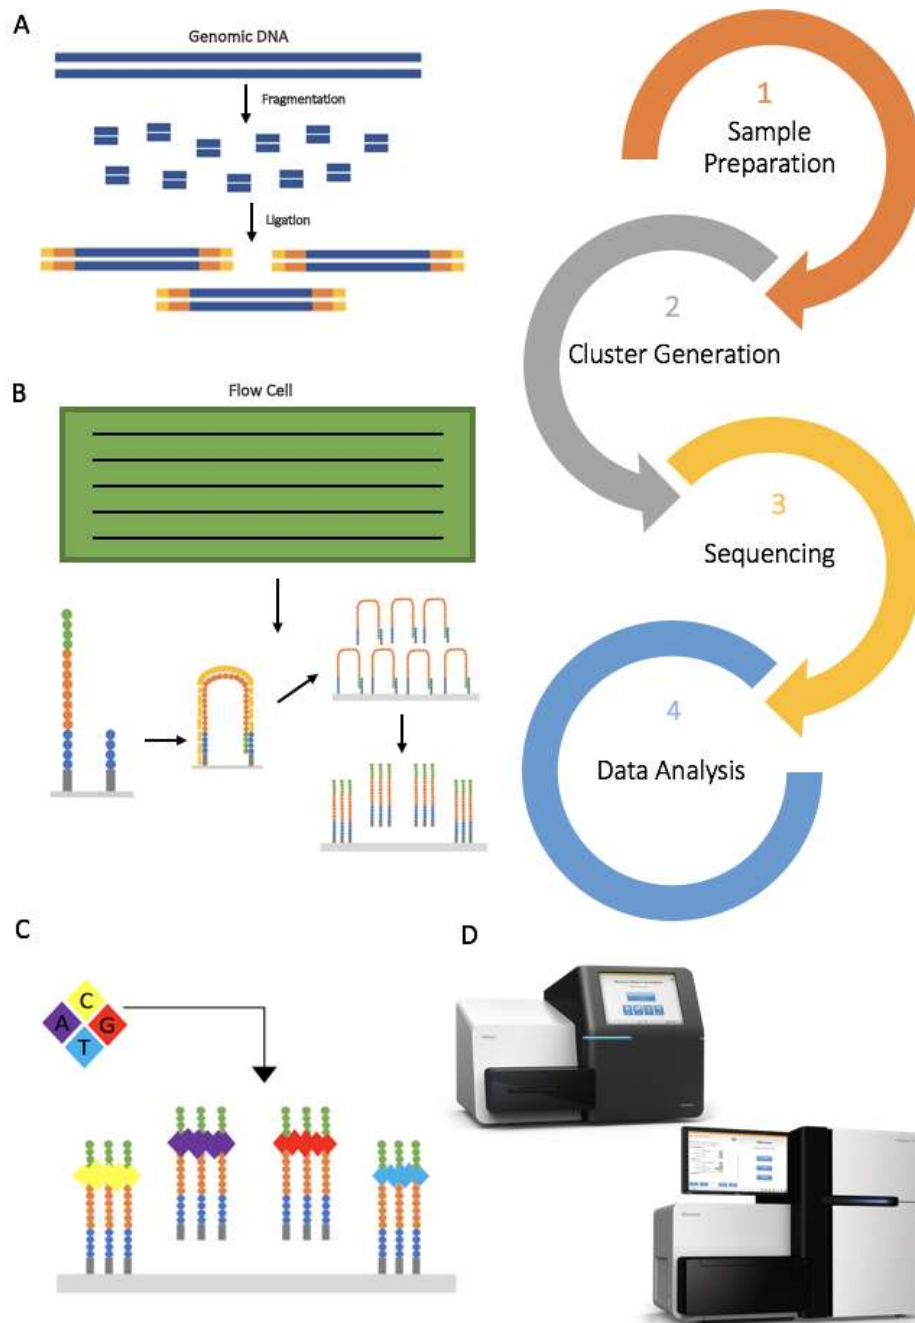 A
Genomic DNA
Fragmentation
Ligation
1
Sample
Preparation
2
Cluster Generation
B
Flow Cell
3
Sequencing
4
Data Analysis
C
C
A
G
T
D